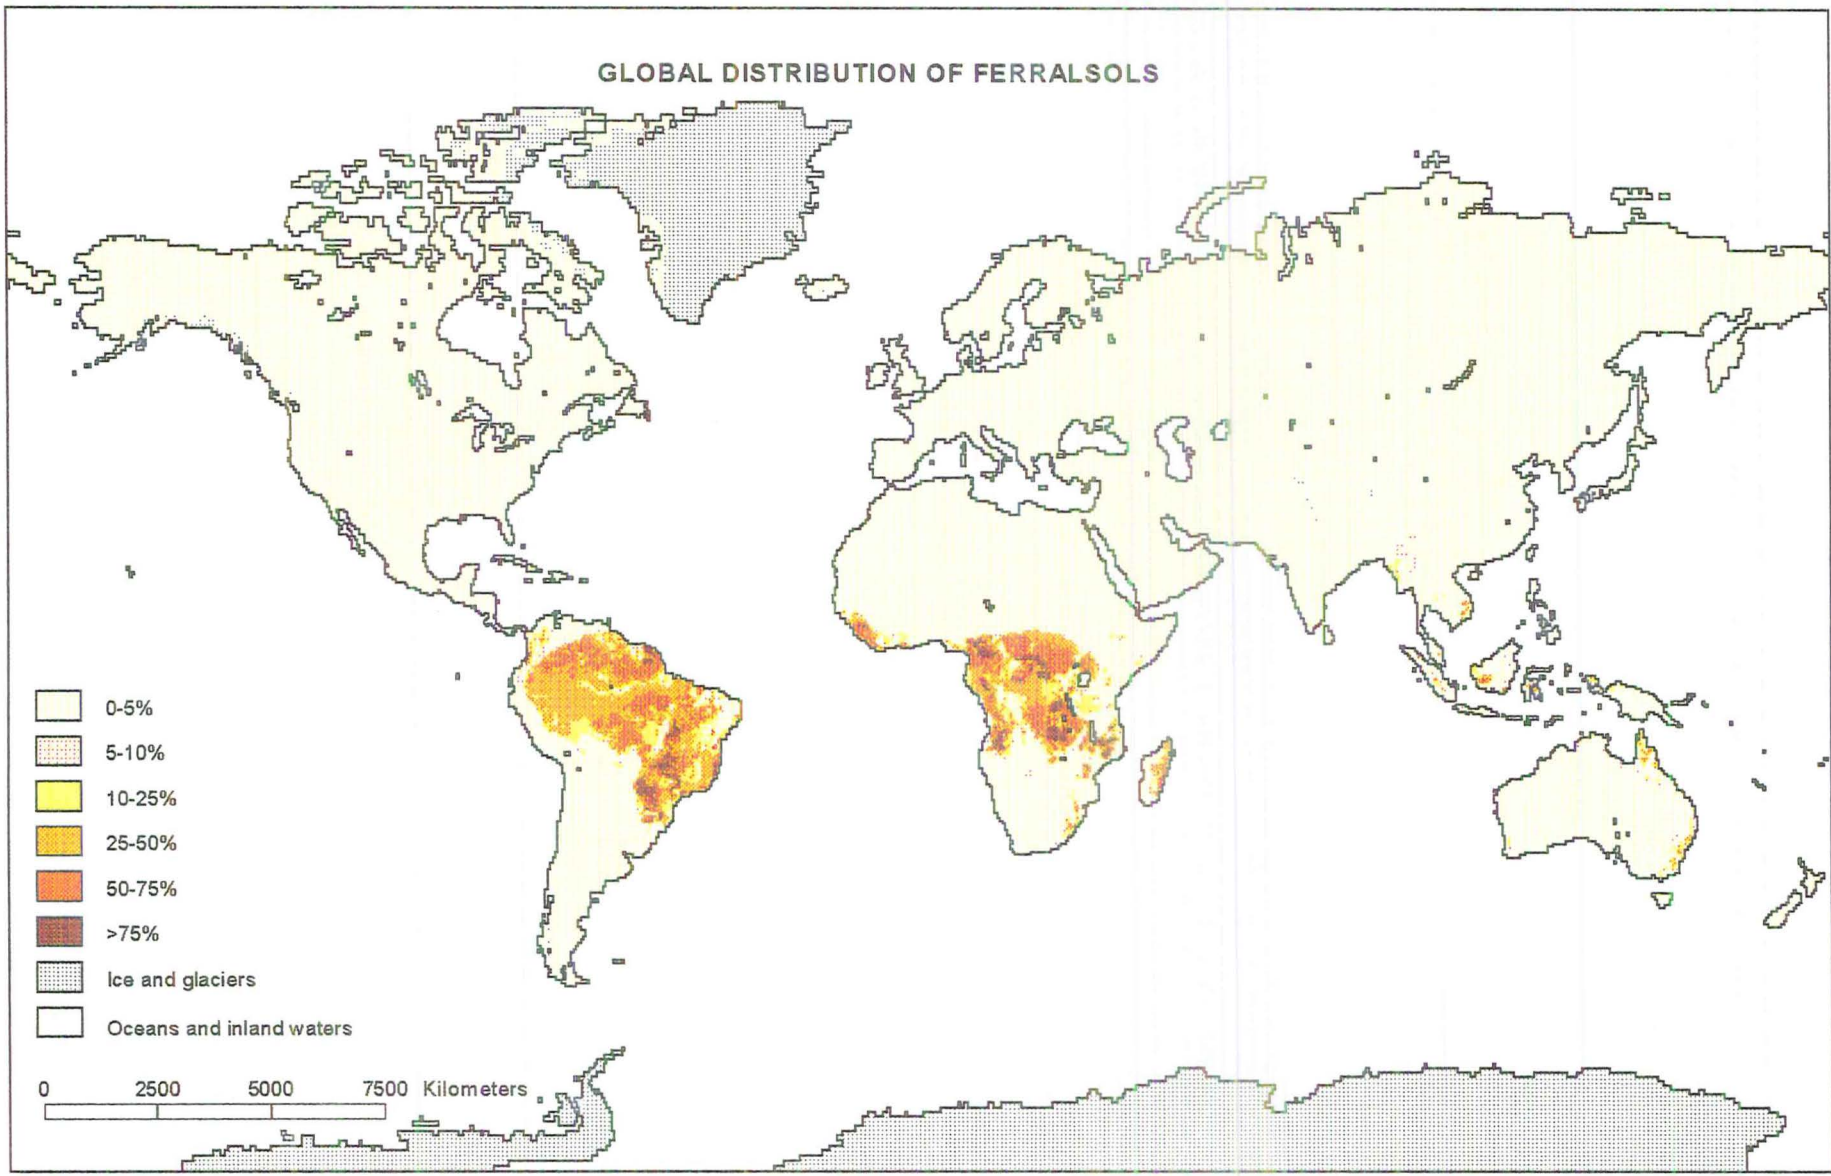 GLOBAL DISTRIBUTION OF FERRALSOLS
0-5%
5-10%
10-25%
25-50%
50-75%
>75%
Ice and glaciers
Oceans and inland waters
0 2500 5000 7500 Kilometers